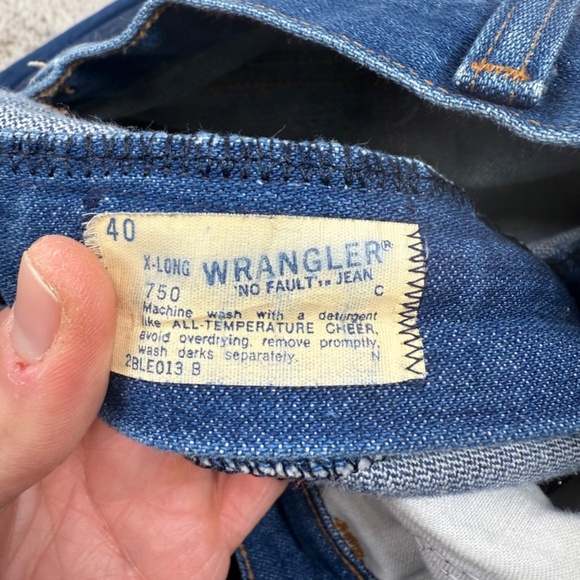 40
X-LONG WRANGLER®
750 'NO FAULT'™ JEAN C
Machine wash with a detergent
like ALL-TEMPERATURE CHEER,
avoid overdrying, remove promptly,
wash darks separately. N
2BLE013 B